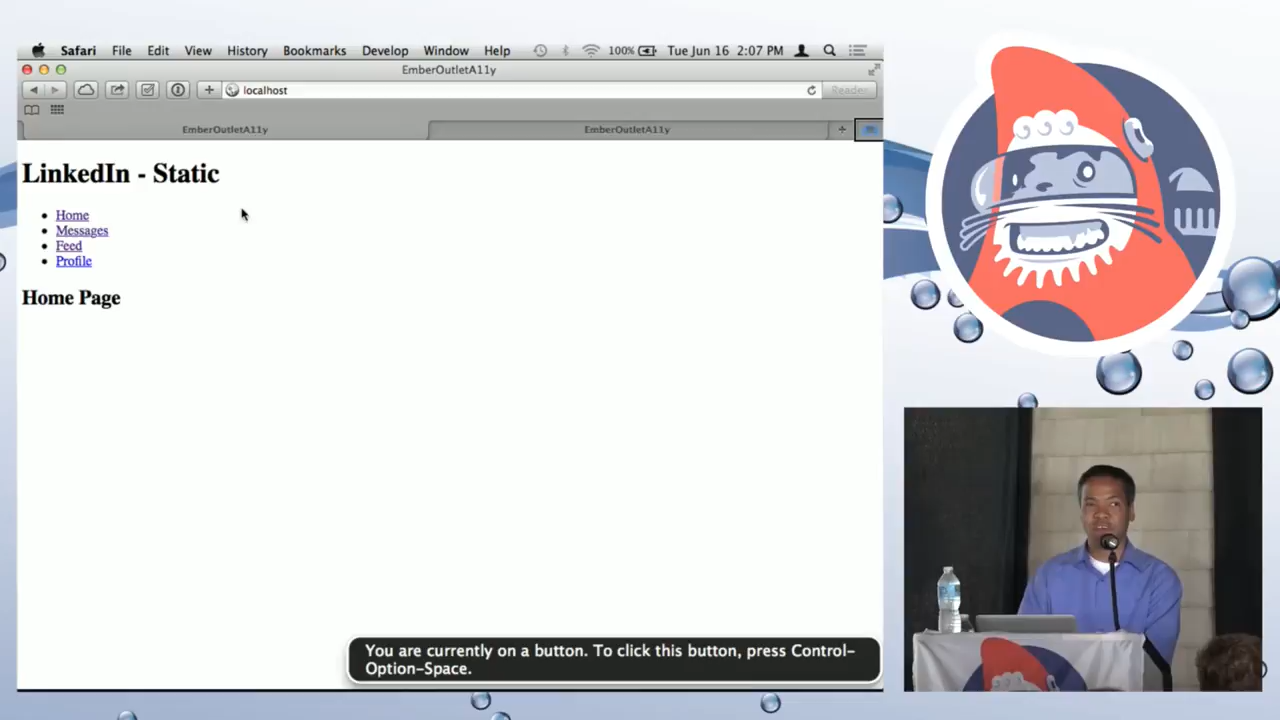 Safari File Edit View History Bookmarks Develop Window Help 100% Tue Jun 16 2:07 PM
EmberOutletA11y
localhost
Reader
EmberOutletA11y EmberOutletA11y
LinkedIn - Static
Home
Messages
Feed
Profile
Home Page
You are currently on a button. To click this button, press Control-
Option-Space.